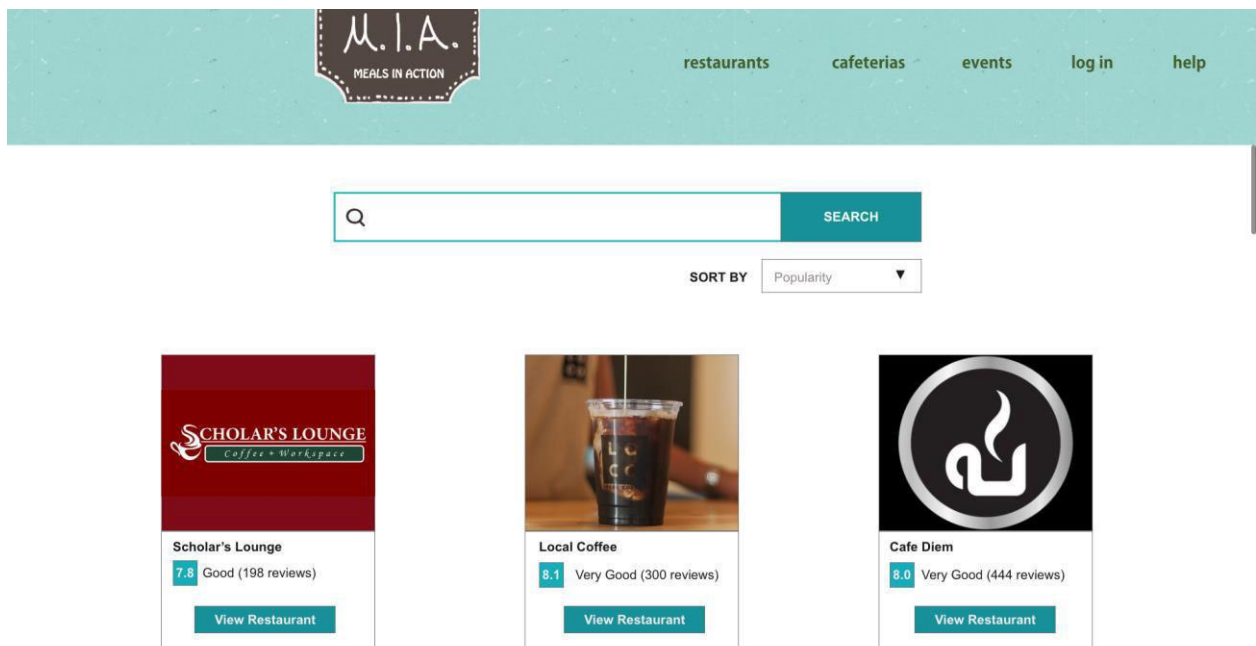 M.I.A.
MEALS IN ACTION
restaurants
cafeterias
events
log in
help
SEARCH
SORT BY
Popularity
SCHOLAR'S LOUNGE
Coffee + Workspace
Scholar's Lounge
7.8 Good (198 reviews)
View Restaurant
LO
CO
Local Coffee
8.1 Very Good (300 reviews)
View Restaurant
Cafe Diem
8.0 Very Good (444 reviews)
View Restaurant